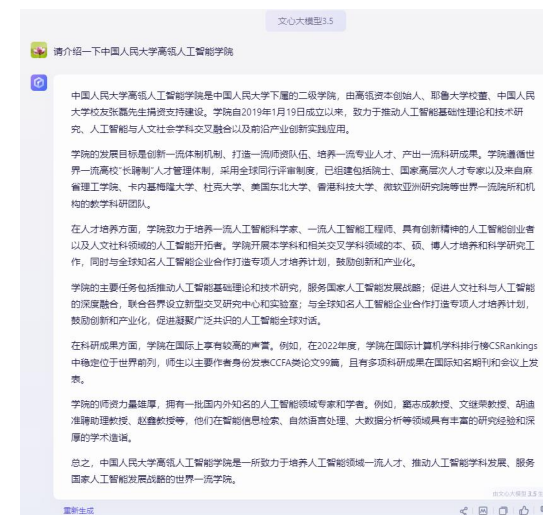 文心大模型3.5
请介绍一下中国人民大学高瓴人工智能学院
中国人民大学高瓴人工智能学院是中国人民大学下属的二级学院，由高瓴资本创始人、耶鲁大学校董、中国人民
大学校友张磊先生捐资支持建设。学院自2019年1月19日成立以来，致力于推动人工智能基础性理论和技术研
究、人工智能与人文社会学科交叉融合以及前沿产业创新实践应用。
学院的发展目标是创新一流体制机制、打造一流师资队伍、培养一流专业人才、产出一流科研成果。学院遵循世
界一流高校"长聘制"人才管理体制，采用全球同行评审制度，已组建包括院士、国家高层次人才专家以及来自麻
省理工学院、卡内基梅隆大学、杜克大学、美国东北大学、香港科技大学、微软亚洲研究院等世界一流院所和机
构的教学科研团队。
在人才培养方面，学院致力于培养一流人工智能科学家、一流人工智能工程师、具有创新精神的人工智能创业者
以及人文社科领域的人工智能开拓者。学院开展本学科和相关交叉学科领域的本、硕、博人才培养和科学研究工
作，同时与全球知名人工智能企业合作打造专项人才培养计划，鼓励创新和产业化。
学院的主要任务包括推动人工智能基础理论和技术研究，服务国家人工智能发展战略；促进人文社科与人工智能
的深度融合，联合各界设立新型交叉研究中心和实验室；与全球知名人工智能企业合作打造专项人才培养计划，
鼓励创新和产业化，促进凝聚广泛共识的人工智能全球对话。
在科研成果方面，学院在国际上享有较高的声誉。例如，在2022年度，学院在国际计算机学科排行榜CSRankings
中稳定位于世界前列，师生以主要作者身份发表CCFA类论文99篇，且有多项科研成果在国际知名期刊和会议上发
表。
学院的师资力量雄厚，拥有一批国内外知名的人工智能领域专家和学者。例如，窦志成教授、文继荣教授、胡迪
准聘助理教授、赵鑫教授等，他们在智能信息检索、自然语言处理、大数据分析等领域具有丰富的研究经验和深
厚的学术造诣。
总之，中国人民大学高瓴人工智能学院是一所致力于培养人工智能领域一流人才、推动人工智能学科发展、服务
国家人工智能发展战略的世界一流学院。
由文心大模型3.5
重新生成